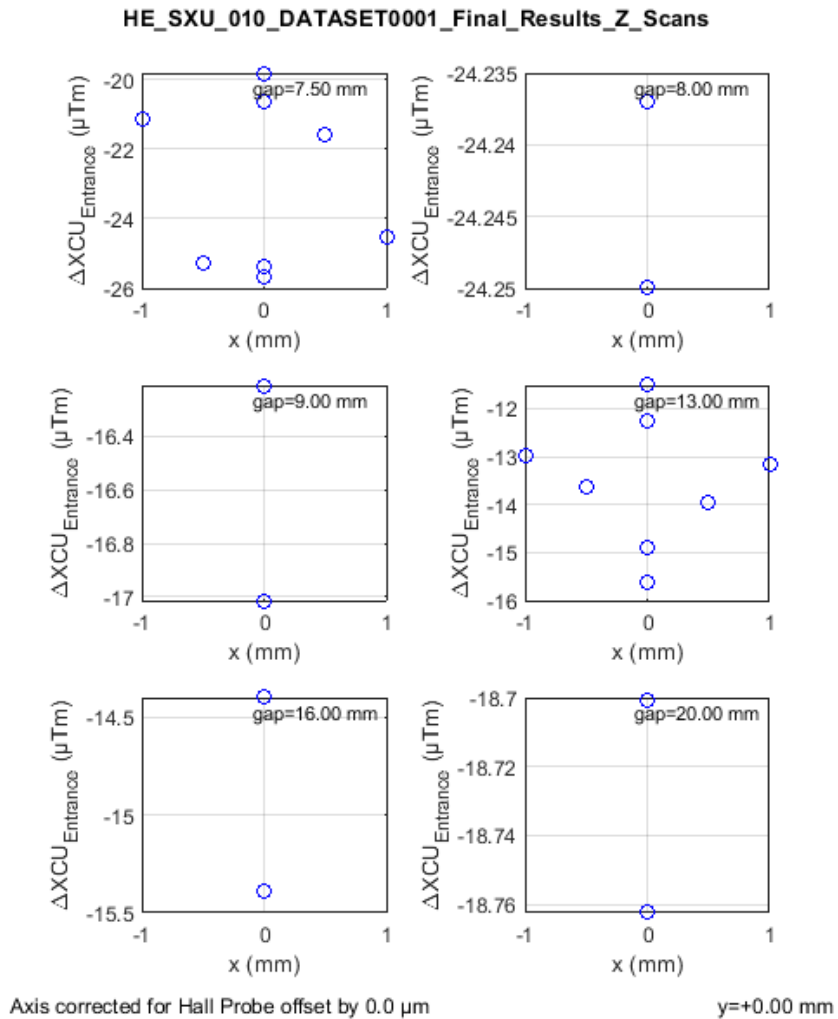 HE_SXU_010_DATASET0001_Final_Results_Z_Scans
gap=7.50 mm
-20
-22
-24
-26
ΔXCU_Entrance (µTm)
-1 0 1
x (mm)
gap=8.00 mm
-24.235
-24.24
-24.245
-24.25
ΔXCU_Entrance (µTm)
-1 0 1
x (mm)
gap=9.00 mm
-16.4
-16.6
-16.8
-17
ΔXCU_Entrance (µTm)
-1 0 1
x (mm)
gap=13.00 mm
-12
-13
-14
-15
-16
ΔXCU_Entrance (µTm)
-1 0 1
x (mm)
gap=16.00 mm
-14.5
-15
-15.5
ΔXCU_Entrance (µTm)
-1 0 1
x (mm)
gap=20.00 mm
-18.7
-18.72
-18.74
-18.76
ΔXCU_Entrance (µTm)
-1 0 1
x (mm)
Axis corrected for Hall Probe offset by 0.0 µm
y=+0.00 mm